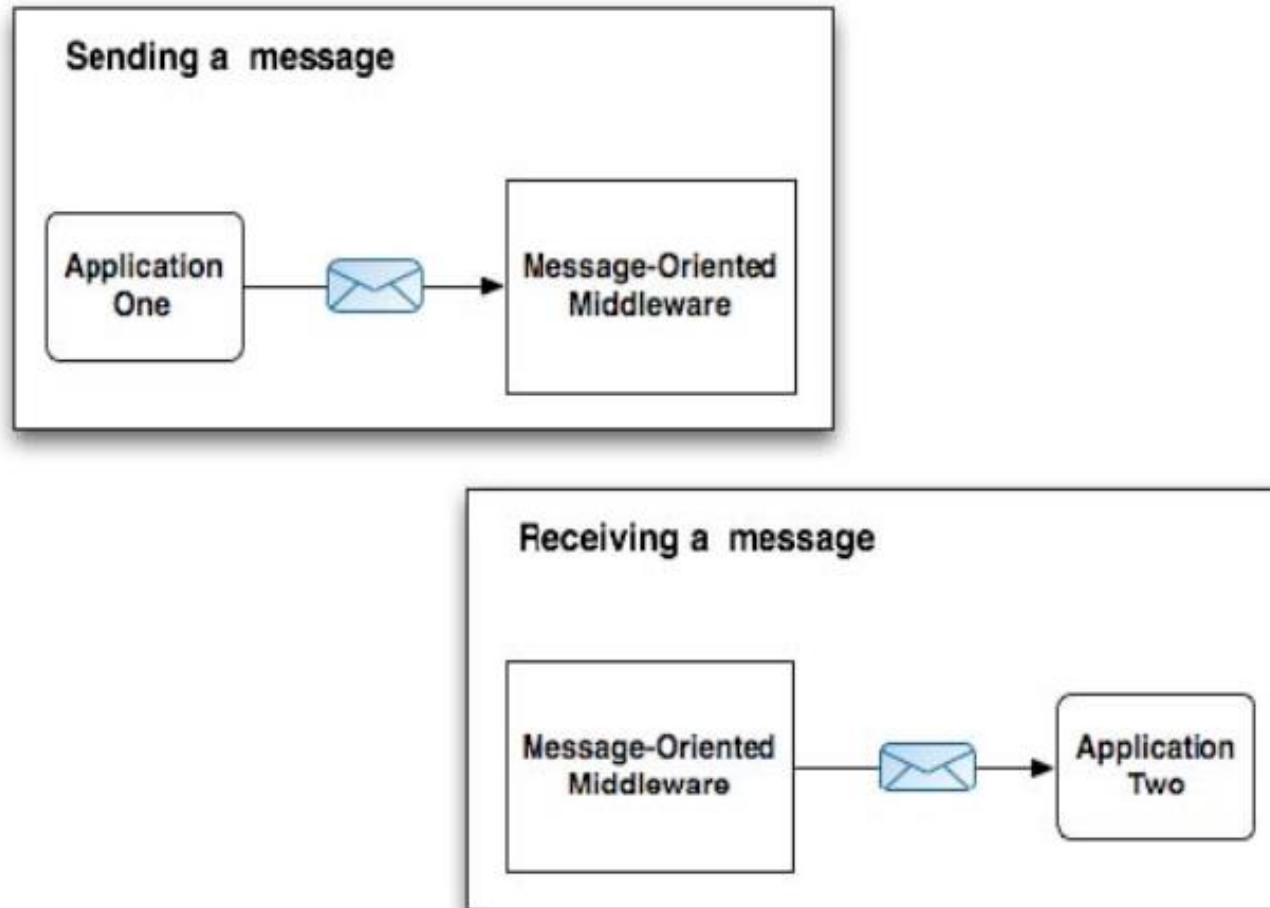 Sending a message
Application
One
Message-Oriented
Middleware
Receiving a message
Message-Oriented
Middleware
Application
Two